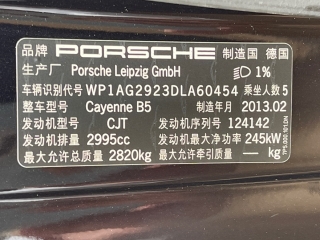 品牌 PORSCHE 制造国 德国
生产厂 Porsche Leipzig GmbH 1%
车辆识别代号 WP1AG2923DLA60454 乘坐人数 5
整车型号 Cayenne B5 制造年月 2013.02
发动机型号 CJT 发动机序列号 124142
发动机排量 2995cc 发动机最大净功率 245kW
最大允许总质量 2820kg 最大允许牵引质量 — kg